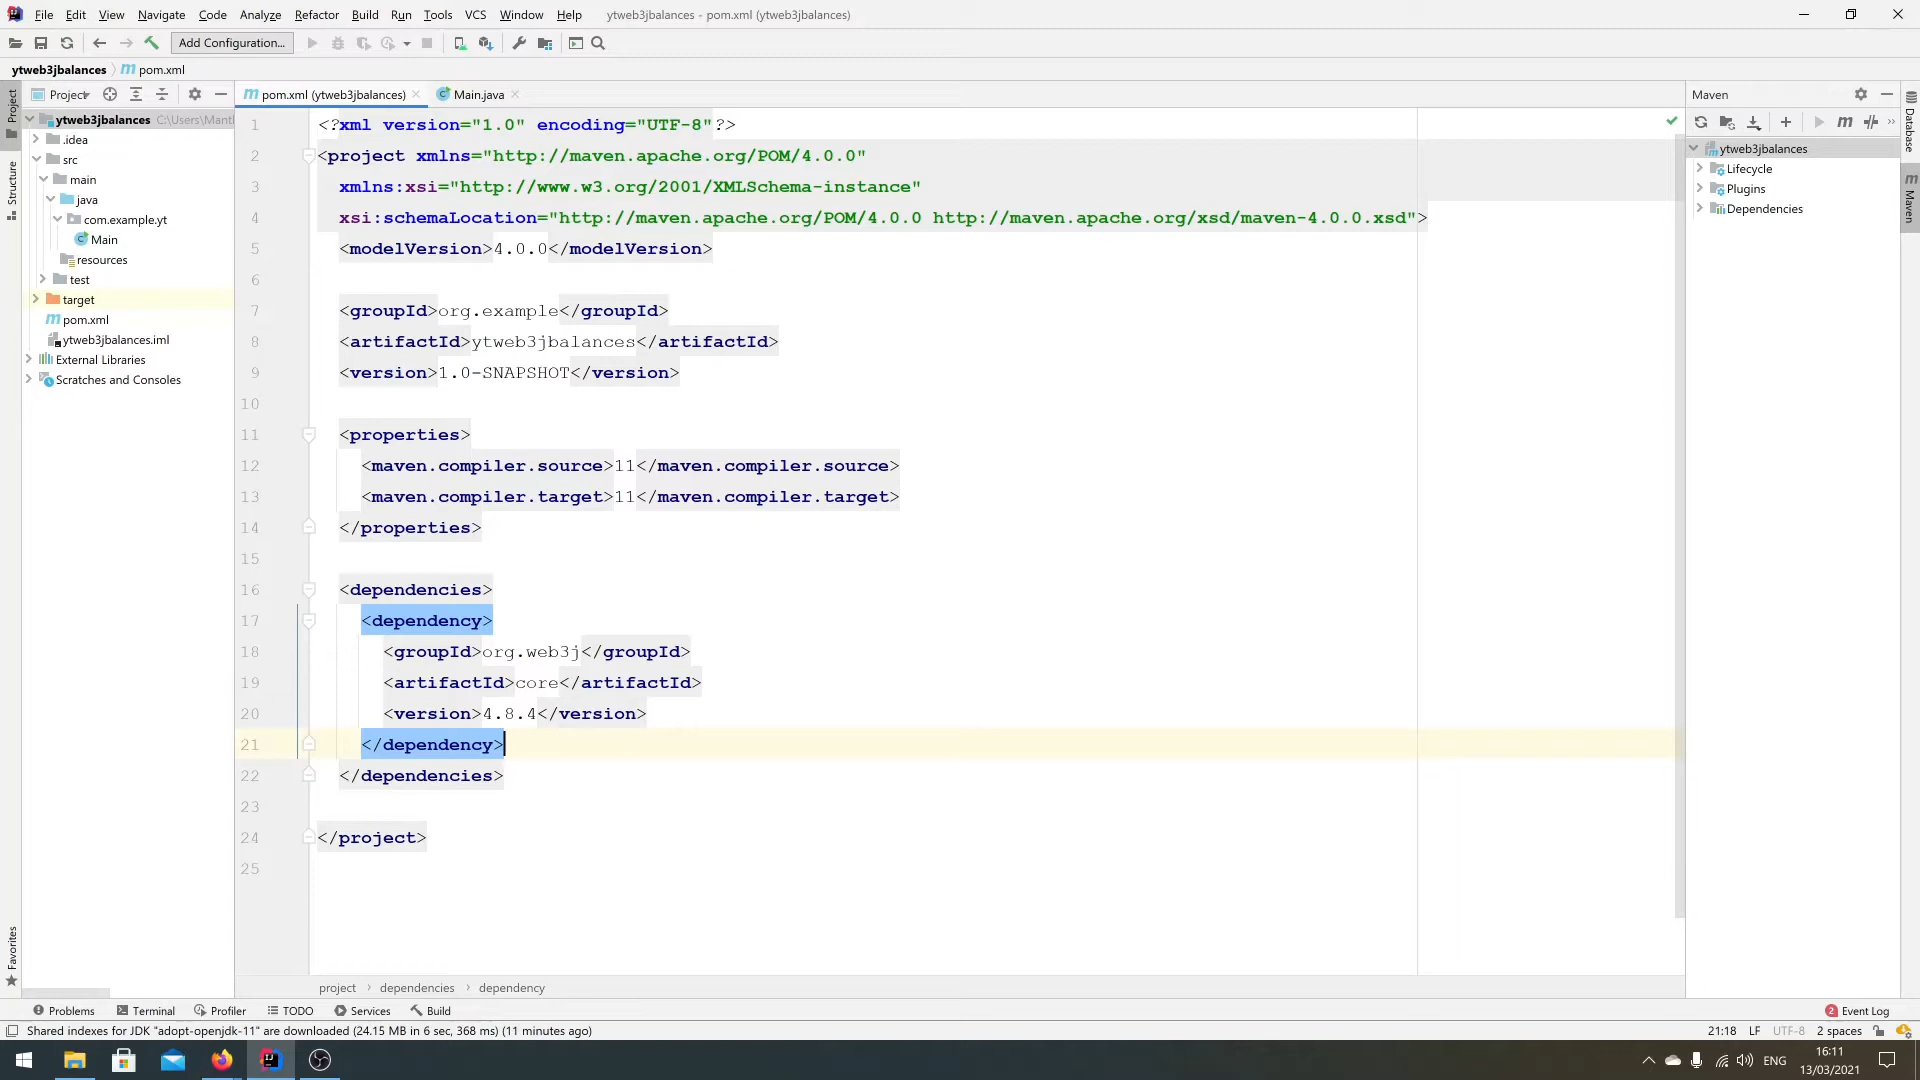 File Edit View Navigate Code Analyze Refactor Build Run Tools VCS Window Help ytweb3jbalances - pom.xml (ytweb3jbalances)
Add Configuration...
ytweb3jbalances pom.xml
Project
pom.xml (ytweb3jbalances)
Main.java
Maven
ytweb3jbalances C:\Users\Mantl
.idea
src
main
java
com.example.yt
Main
resources
test
target
pom.xml
ytweb3jbalances.iml
External Libraries
Scratches and Consoles
1 <?xml version="1.0" encoding="UTF-8"?>
2 <project xmlns="http://maven.apache.org/POM/4.0.0"
3 xmlns:xsi="http://www.w3.org/2001/XMLSchema-instance"
4 xsi:schemaLocation="http://maven.apache.org/POM/4.0.0 http://maven.apache.org/xsd/maven-4.0.0.xsd">
5 <modelVersion>4.0.0</modelVersion>
6
7 <groupId>org.example</groupId>
8 <artifactId>ytweb3jbalances</artifactId>
9 <version>1.0-SNAPSHOT</version>
10
11 <properties>
12 <maven.compiler.source>11</maven.compiler.source>
13 <maven.compiler.target>11</maven.compiler.target>
14 </properties>
15
16 <dependencies>
17 <dependency>
18 <groupId>org.web3j</groupId>
19 <artifactId>core</artifactId>
20 <version>4.8.4</version>
21 </dependency>
22 </dependencies>
23
24 </project>
25
ytweb3jbalances
Lifecycle
Plugins
Dependencies
Project
Structure
Favorites
Database
Maven
project dependencies dependency
Problems Terminal Profiler TODO Services Build 2 Event Log
Shared indexes for JDK "adopt-openjdk-11" are downloaded (24.15 MB in 6 sec, 368 ms) (11 minutes ago) 21:18 LF UTF-8 2 spaces
ENG
16:11
13/03/2021